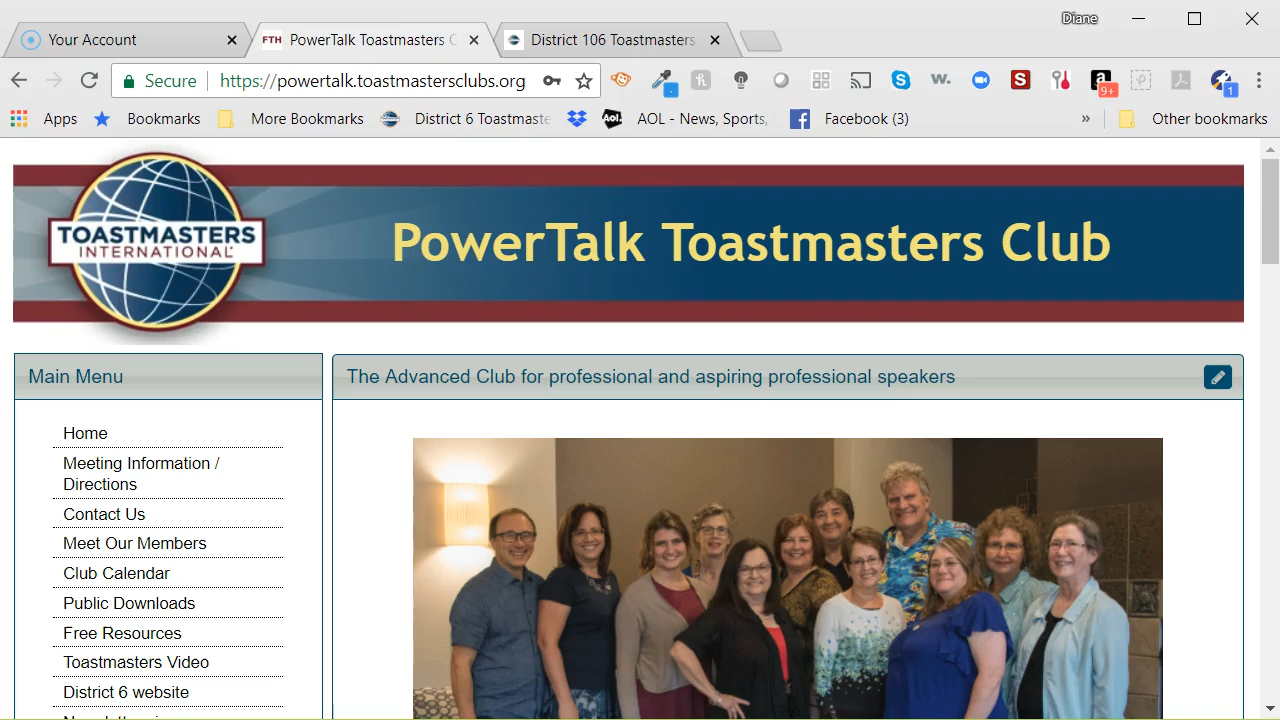 Diane
Your Account
FTH PowerTalk Toastmasters C
District 106 Toastmasters
Secure https://powertalk.toastmastersclubs.org
w.
S
a
9+
1
Apps Bookmarks More Bookmarks District 6 Toastmaste Aol. AOL - News, Sports, Facebook (3) » Other bookmarks
TOASTMASTERS
INTERNATIONAL
PowerTalk Toastmasters Club
Main Menu
The Advanced Club for professional and aspiring professional speakers
Home
Meeting Information /
Directions
Contact Us
Meet Our Members
Club Calendar
Public Downloads
Free Resources
Toastmasters Video
District 6 website